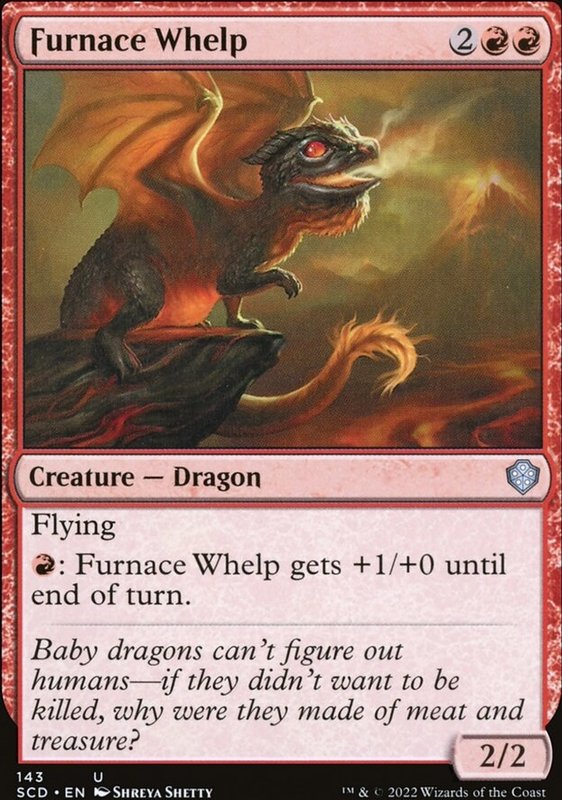 Furnace Whelp 2
Creature — Dragon
Flying
: Furnace Whelp gets +1/+0 until
end of turn.
Baby dragons can't figure out
humans—if they didn't want to be
killed, why were they made of meat and
treasure?
2/2
143 U
SCD • EN Shreya Shetty ™ & © 2022 Wizards of the Coast